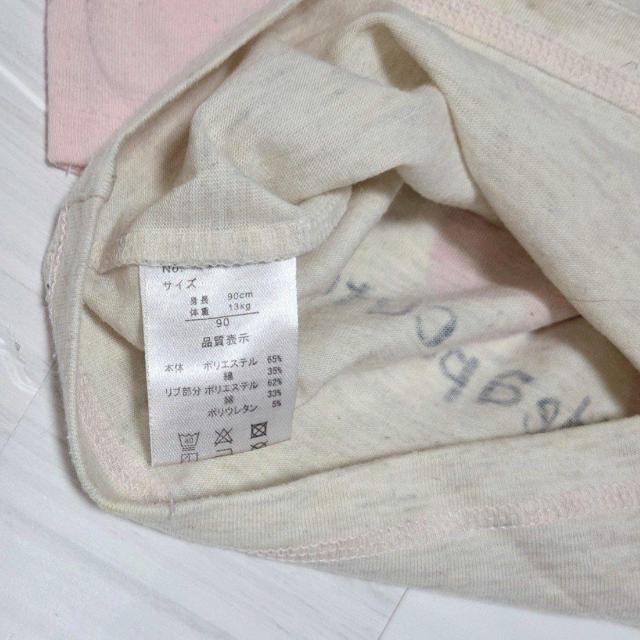 No.
サイズ
身長 90cm
体重 13kg
90
品質表示
本体 ポリエステル 65%
綿 35%
リブ部分 ポリエステル 62%
綿 33%
ポリウレタン 5%
40